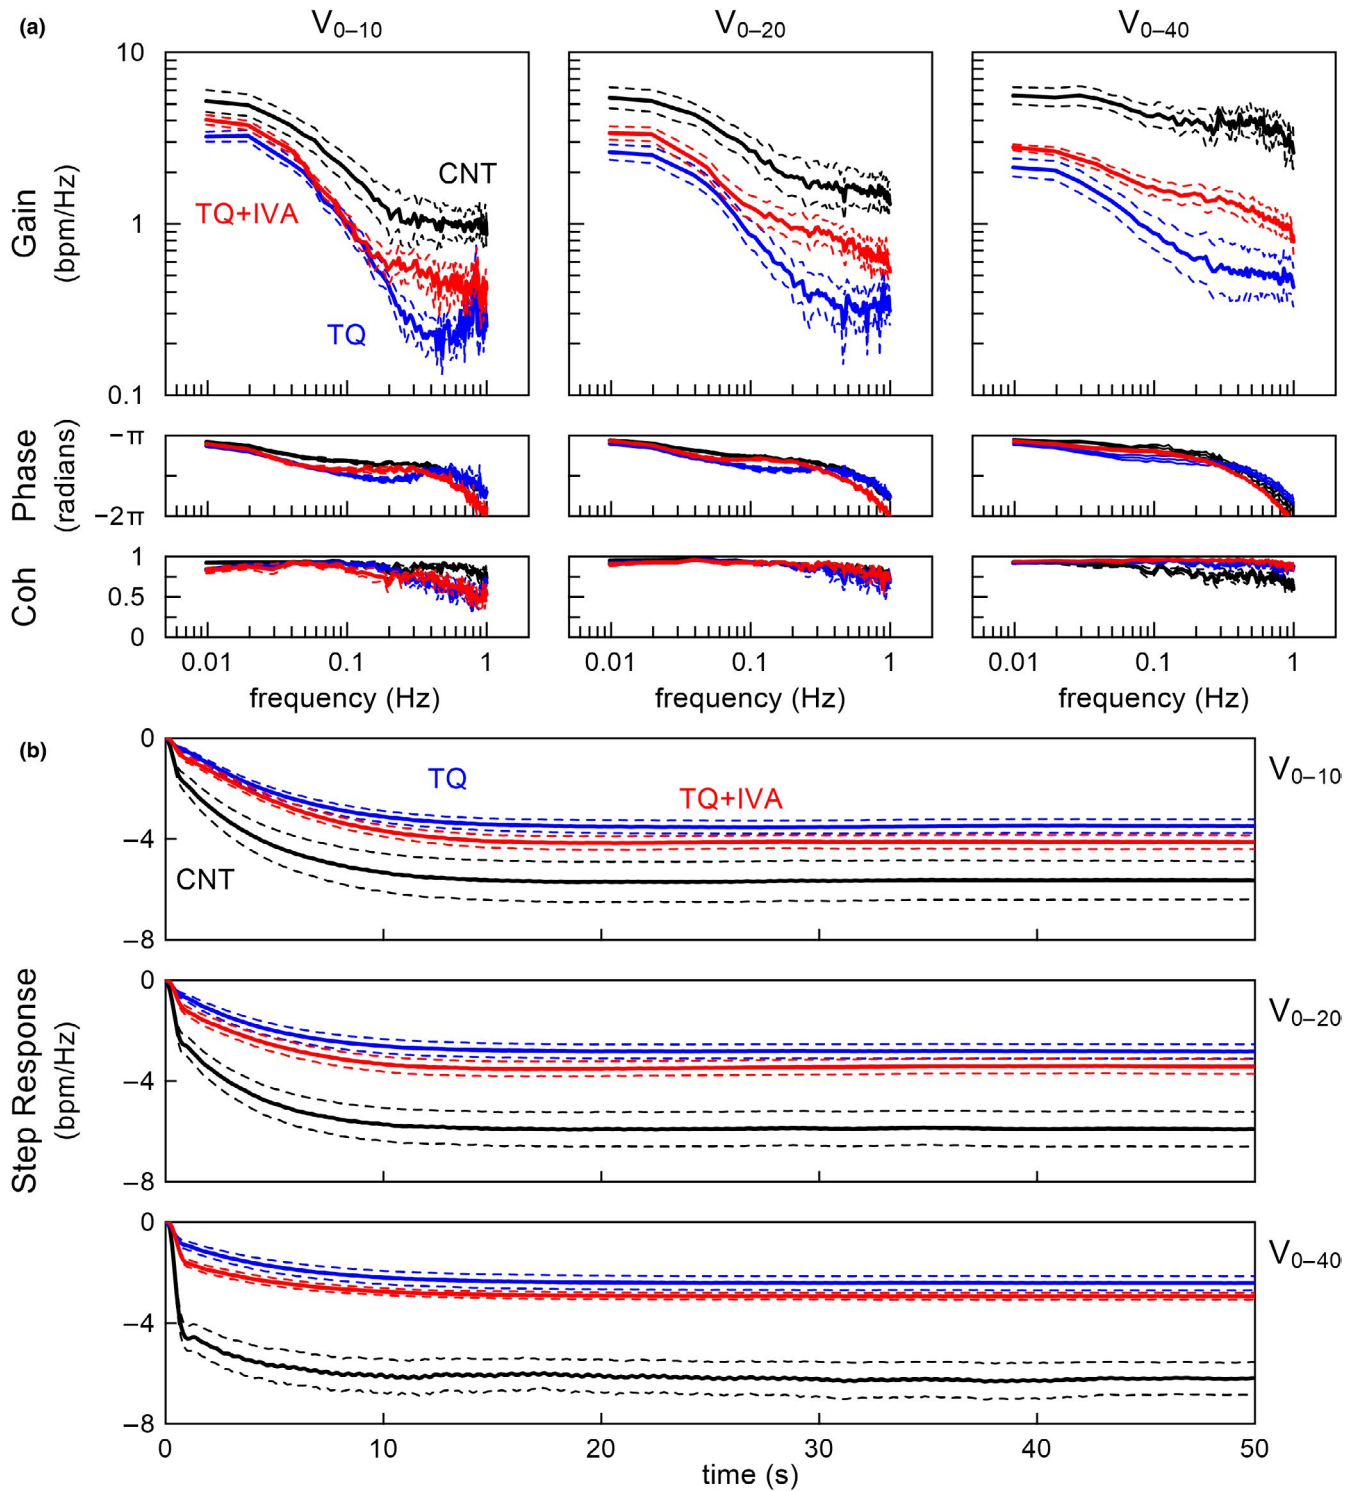 (a)
V0–10
V0–20
V0–40
Gain
(bpm/Hz)
10
1
0.1
CNT
TQ+IVA
TQ
Phase
(radians)
−π
−2π
Coh
1
0.5
0
0.01 0.1 1
0.01 0.1 1
0.01 0.1 1
frequency (Hz)
frequency (Hz)
frequency (Hz)
(b)
Step Response
(bpm/Hz)
0
−4
−8
TQ
TQ+IVA
CNT
V0–10
0
−4
−8
V0–20
0
−4
−8
V0–40
0 10 20 30 40 50
time (s)